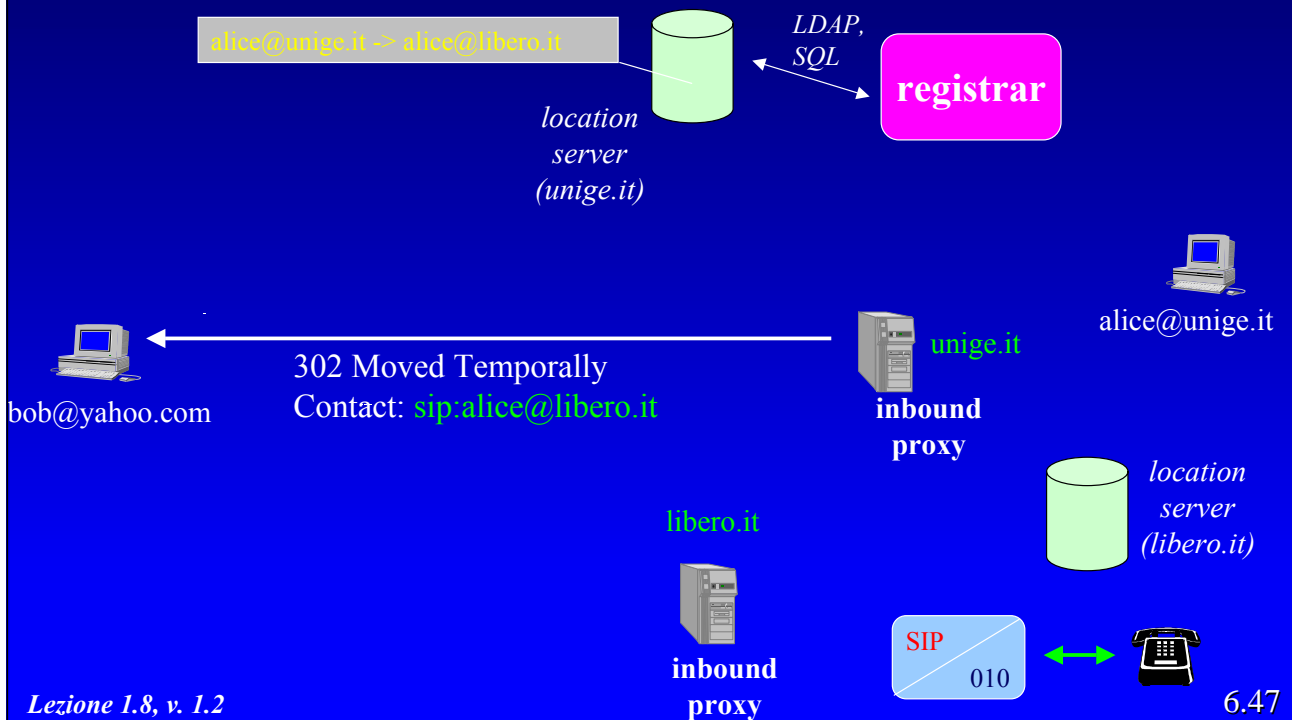 alice@unige.it -> alice@libero.it
LDAP,
SQL
registrar
location
server
(unige.it)
alice@unige.it
unige.it
302 Moved Temporally
Contact: sip:alice@libero.it
bob@yahoo.com
inbound
proxy
location
server
(libero.it)
libero.it
inbound
proxy
SIP
010
Lezione 1.8, v. 1.2
6.47